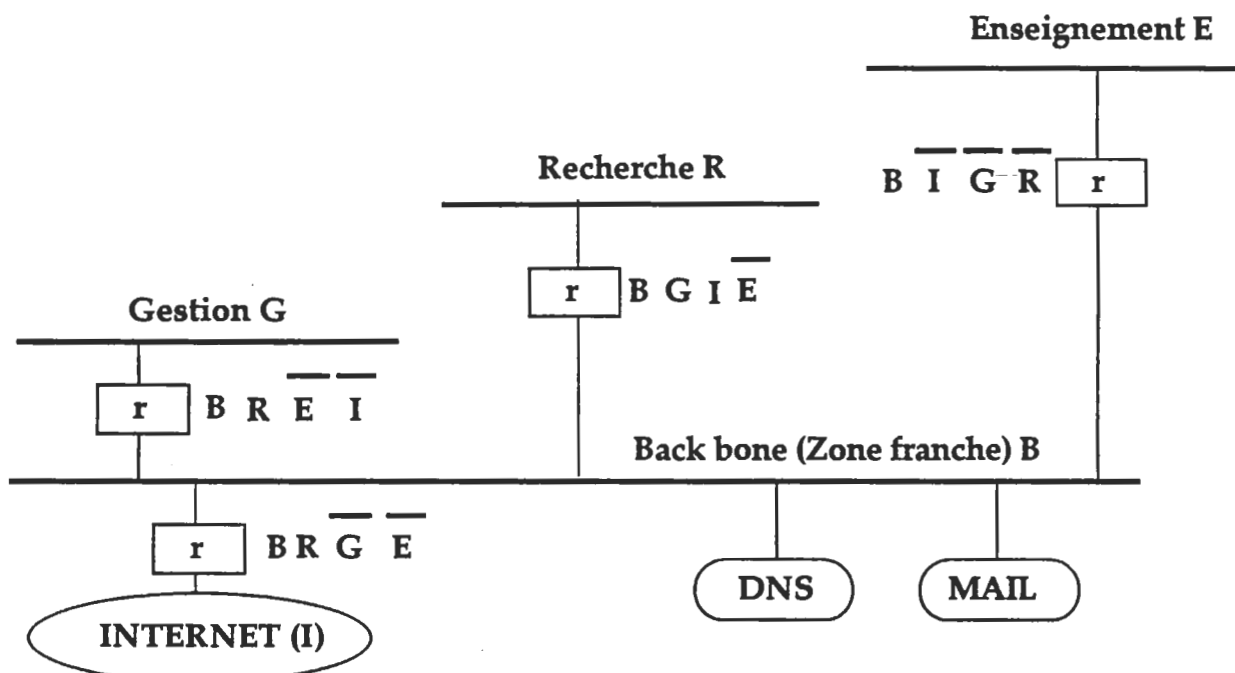 Enseignement E
B I̅ G̅ R̅ r
Recherche R
r B G I E̅
Gestion G
r B R E̅ I̅
Back bone (Zone franche) B
r B R G̅ E̅
DNS MAIL
INTERNET (I)